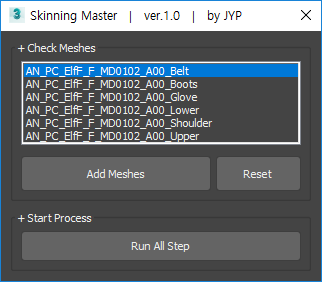 3 Skinning Master | ver.1.0 | by JYP
+ Check Meshes
AN_PC_ElfF_F_MD0102_A00_Belt
AN_PC_ElfF_F_MD0102_A00_Boots
AN_PC_ElfF_F_MD0102_A00_Glove
AN_PC_ElfF_F_MD0102_A00_Lower
AN_PC_ElfF_F_MD0102_A00_Shoulder
AN_PC_ElfF_F_MD0102_A00_Upper
Add Meshes Reset
+ Start Process
Run All Step